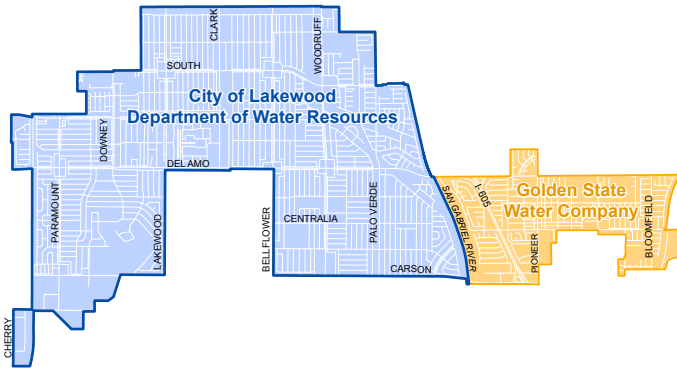 CLARK
WOODRUFF
SOUTH
City of Lakewood
Department of Water Resources
DOWNEY
DEL AMO
PARAMOUNT
LAKEWOOD
BELLFLOWER
CENTRALIA
PALO VERDE
CARSON
CHERRY
SAN GABRIEL RIVER
I- 605
Golden State
Water Company
PIONEER
BLOOMFIELD